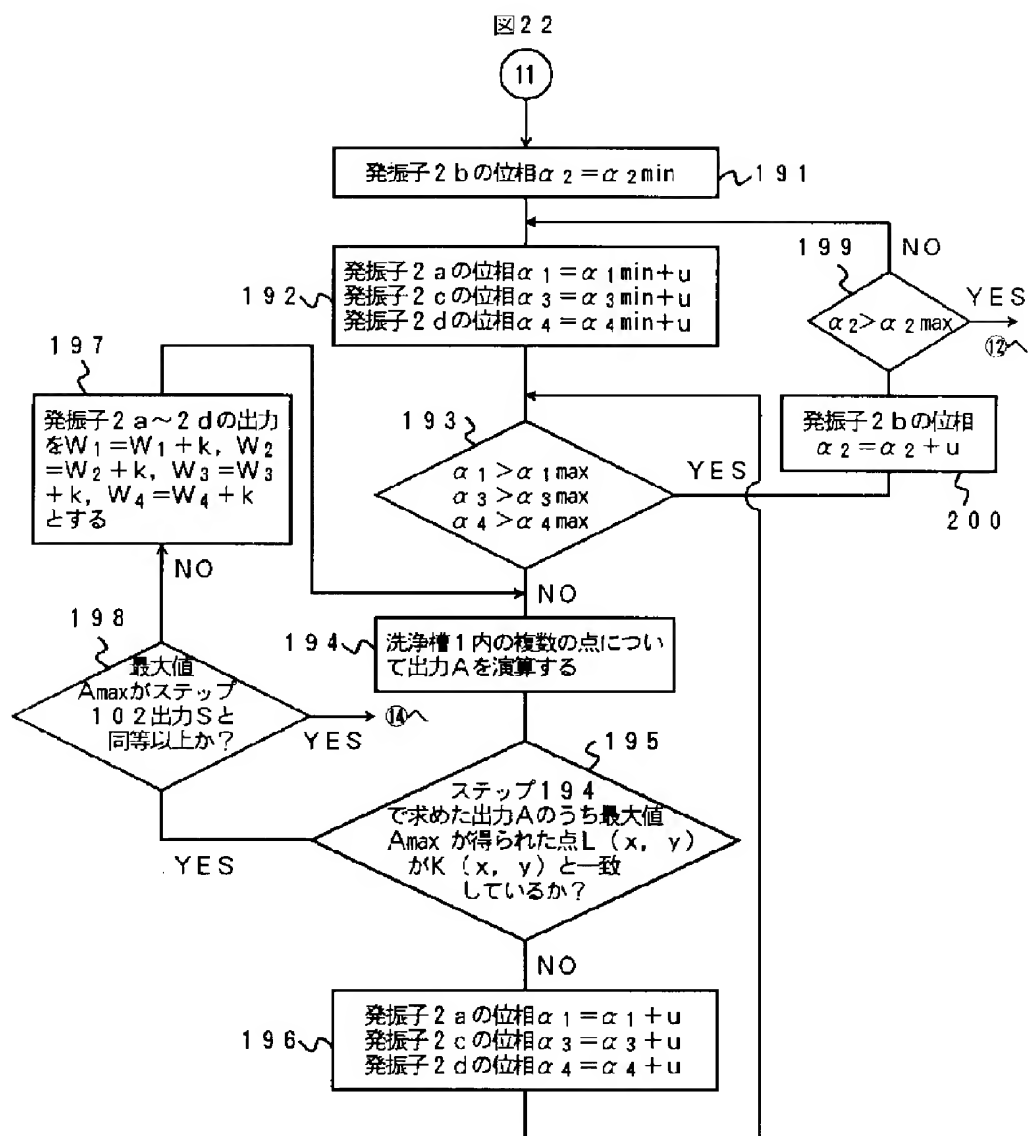 図22
11
発振子2bの位相α2=α2min
191
199
NO
YES
α2>α2max
⑫へ
発振子2aの位相α1=α1min+u
発振子2cの位相α3=α3min+u
発振子2dの位相α4=α4min+u
192
197
発振子2a~2dの出力
をW1=W1+k, W2
=W2+k, W3=W3
+k, W4=W4+k
とする
193
α1>α1max
α3>α3max
α4>α4max
YES
発振子2bの位相
α2=α2+u
200
NO
NO
198
最大値
Amaxがステップ
102出力Sと
同等以上か?
YES
⑭へ
194
洗浄槽1内の複数の点につい
て出力Aを演算する
195
ステップ194
で求めた出力Aのうち最大値
Amaxが得られた点L(x, y)
がK(x, y)と一致
しているか?
YES
NO
196
発振子2aの位相α1=α1+u
発振子2cの位相α3=α3+u
発振子2dの位相α4=α4+u